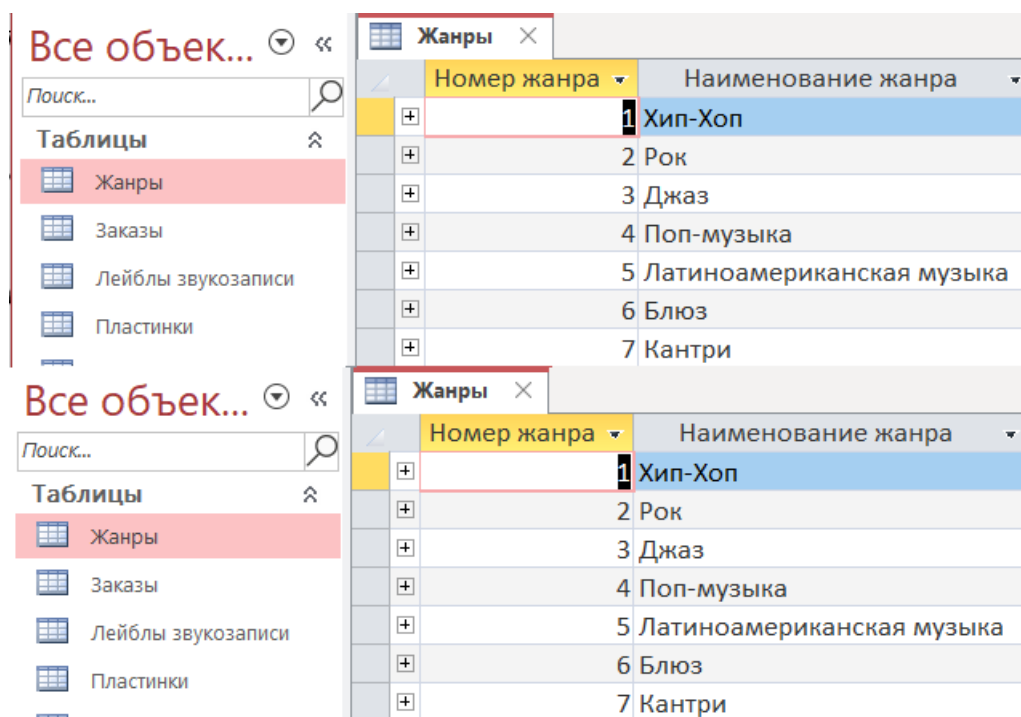 Все объек... «
Жанры
Поиск...
Номер жанра Наименование жанра
Таблицы
1 Хип-Хоп
Жанры
2 Рок
3 Джаз
Заказы
4 Поп-музыка
Лейблы звукозаписи
5 Латиноамериканская музыка
Пластинки
6 Блюз
7 Кантри
Все объек... «
Жанры
Поиск...
Номер жанра Наименование жанра
Таблицы
1 Хип-Хоп
Жанры
2 Рок
3 Джаз
Заказы
4 Поп-музыка
Лейблы звукозаписи
5 Латиноамериканская музыка
Пластинки
6 Блюз
7 Кантри